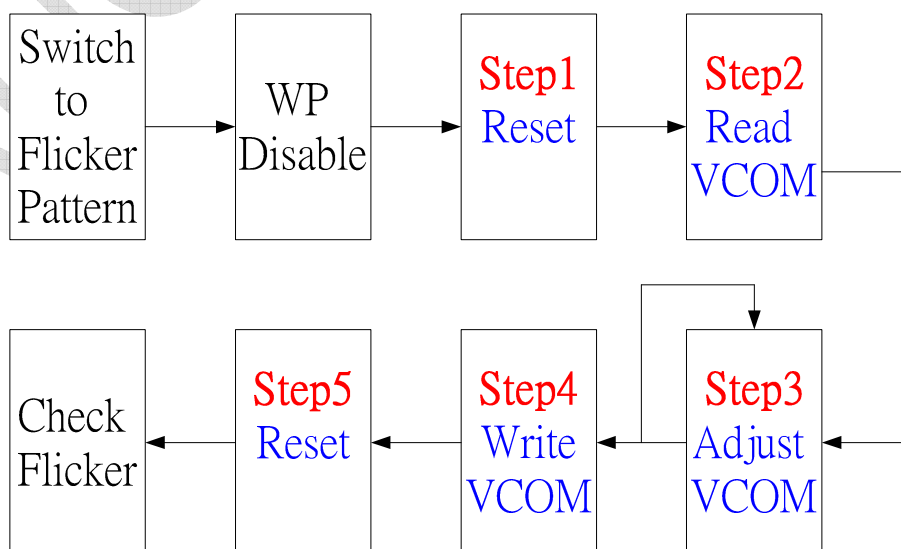 Switch
to
Flicker
Pattern
WP
Disable
Step1
Reset
Step2
Read
VCOM
Step3
Adjust
VCOM
Step4
Write
VCOM
Step5
Reset
Check
Flicker